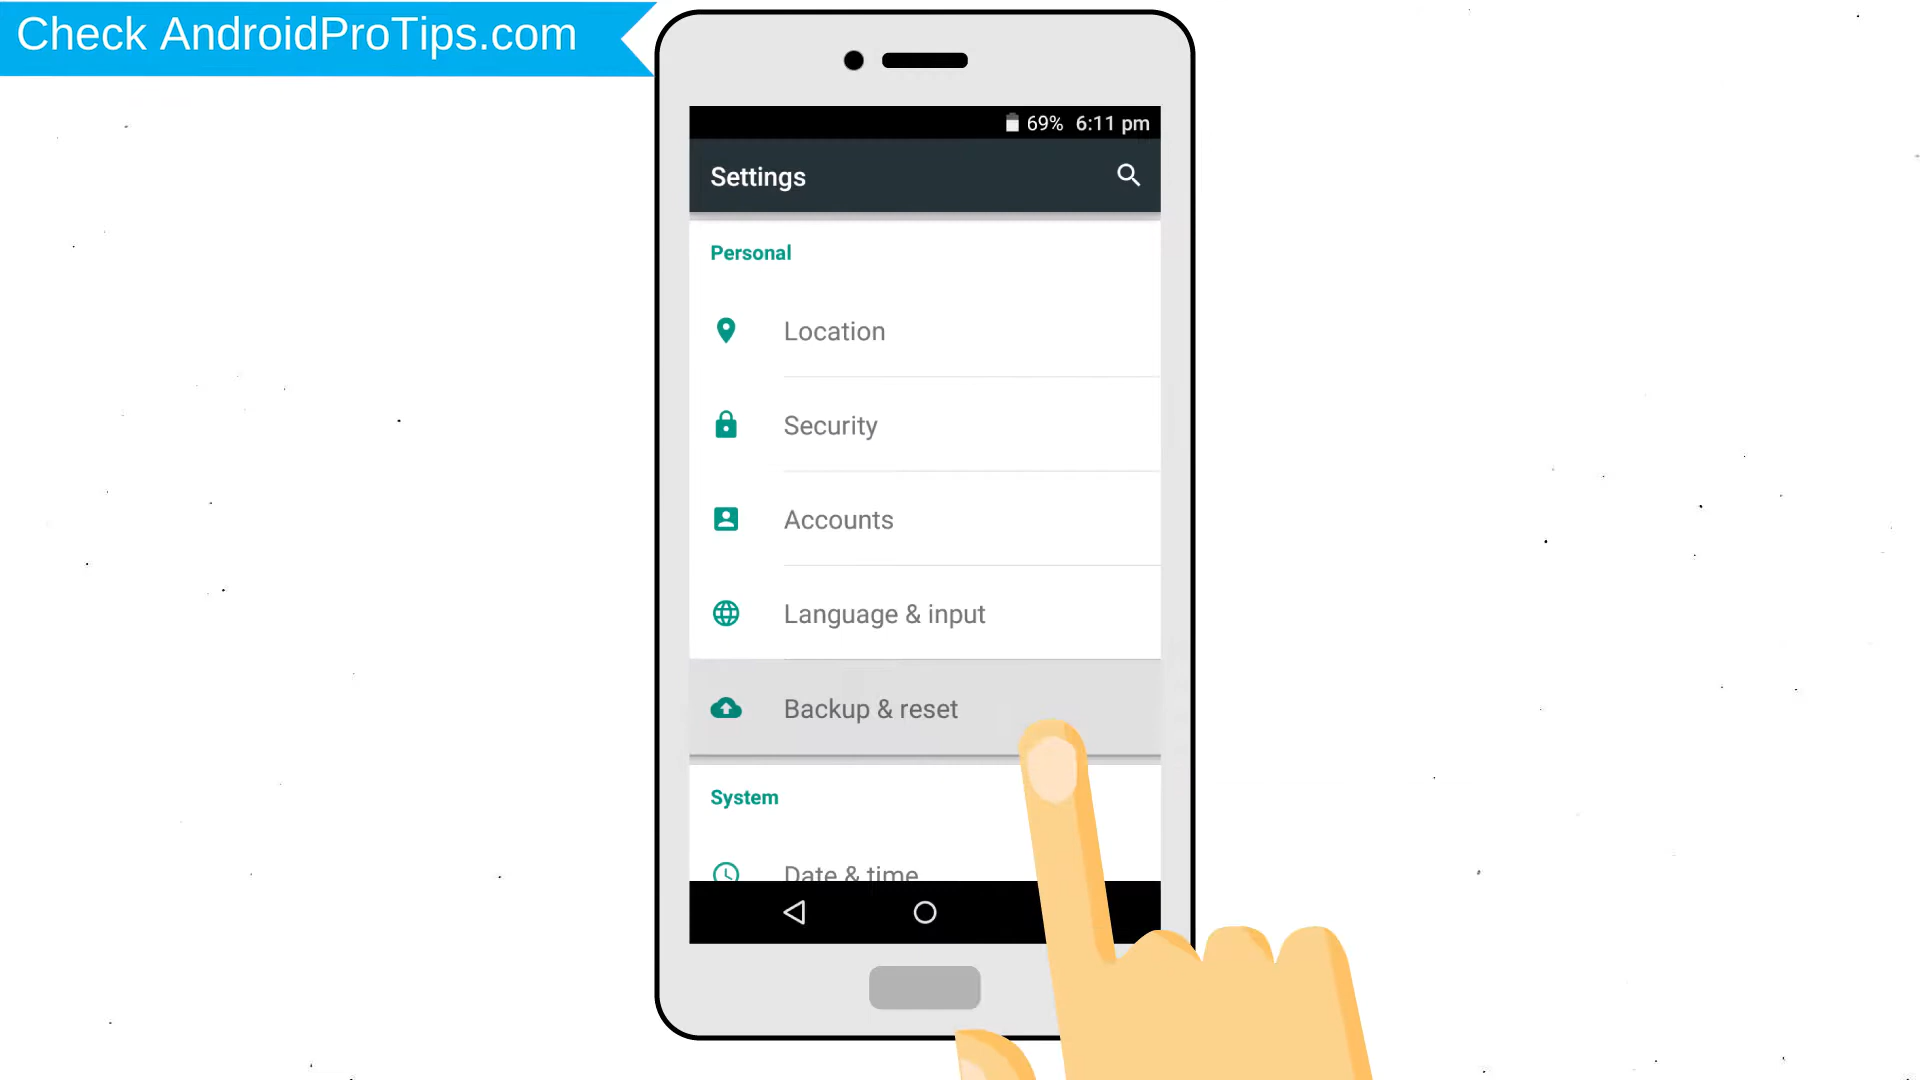 Check AndroidProTips.com
69% 6:11 pm
Settings
Personal
Location
Security
Accounts
Language & input
Backup & reset
System
Date & time